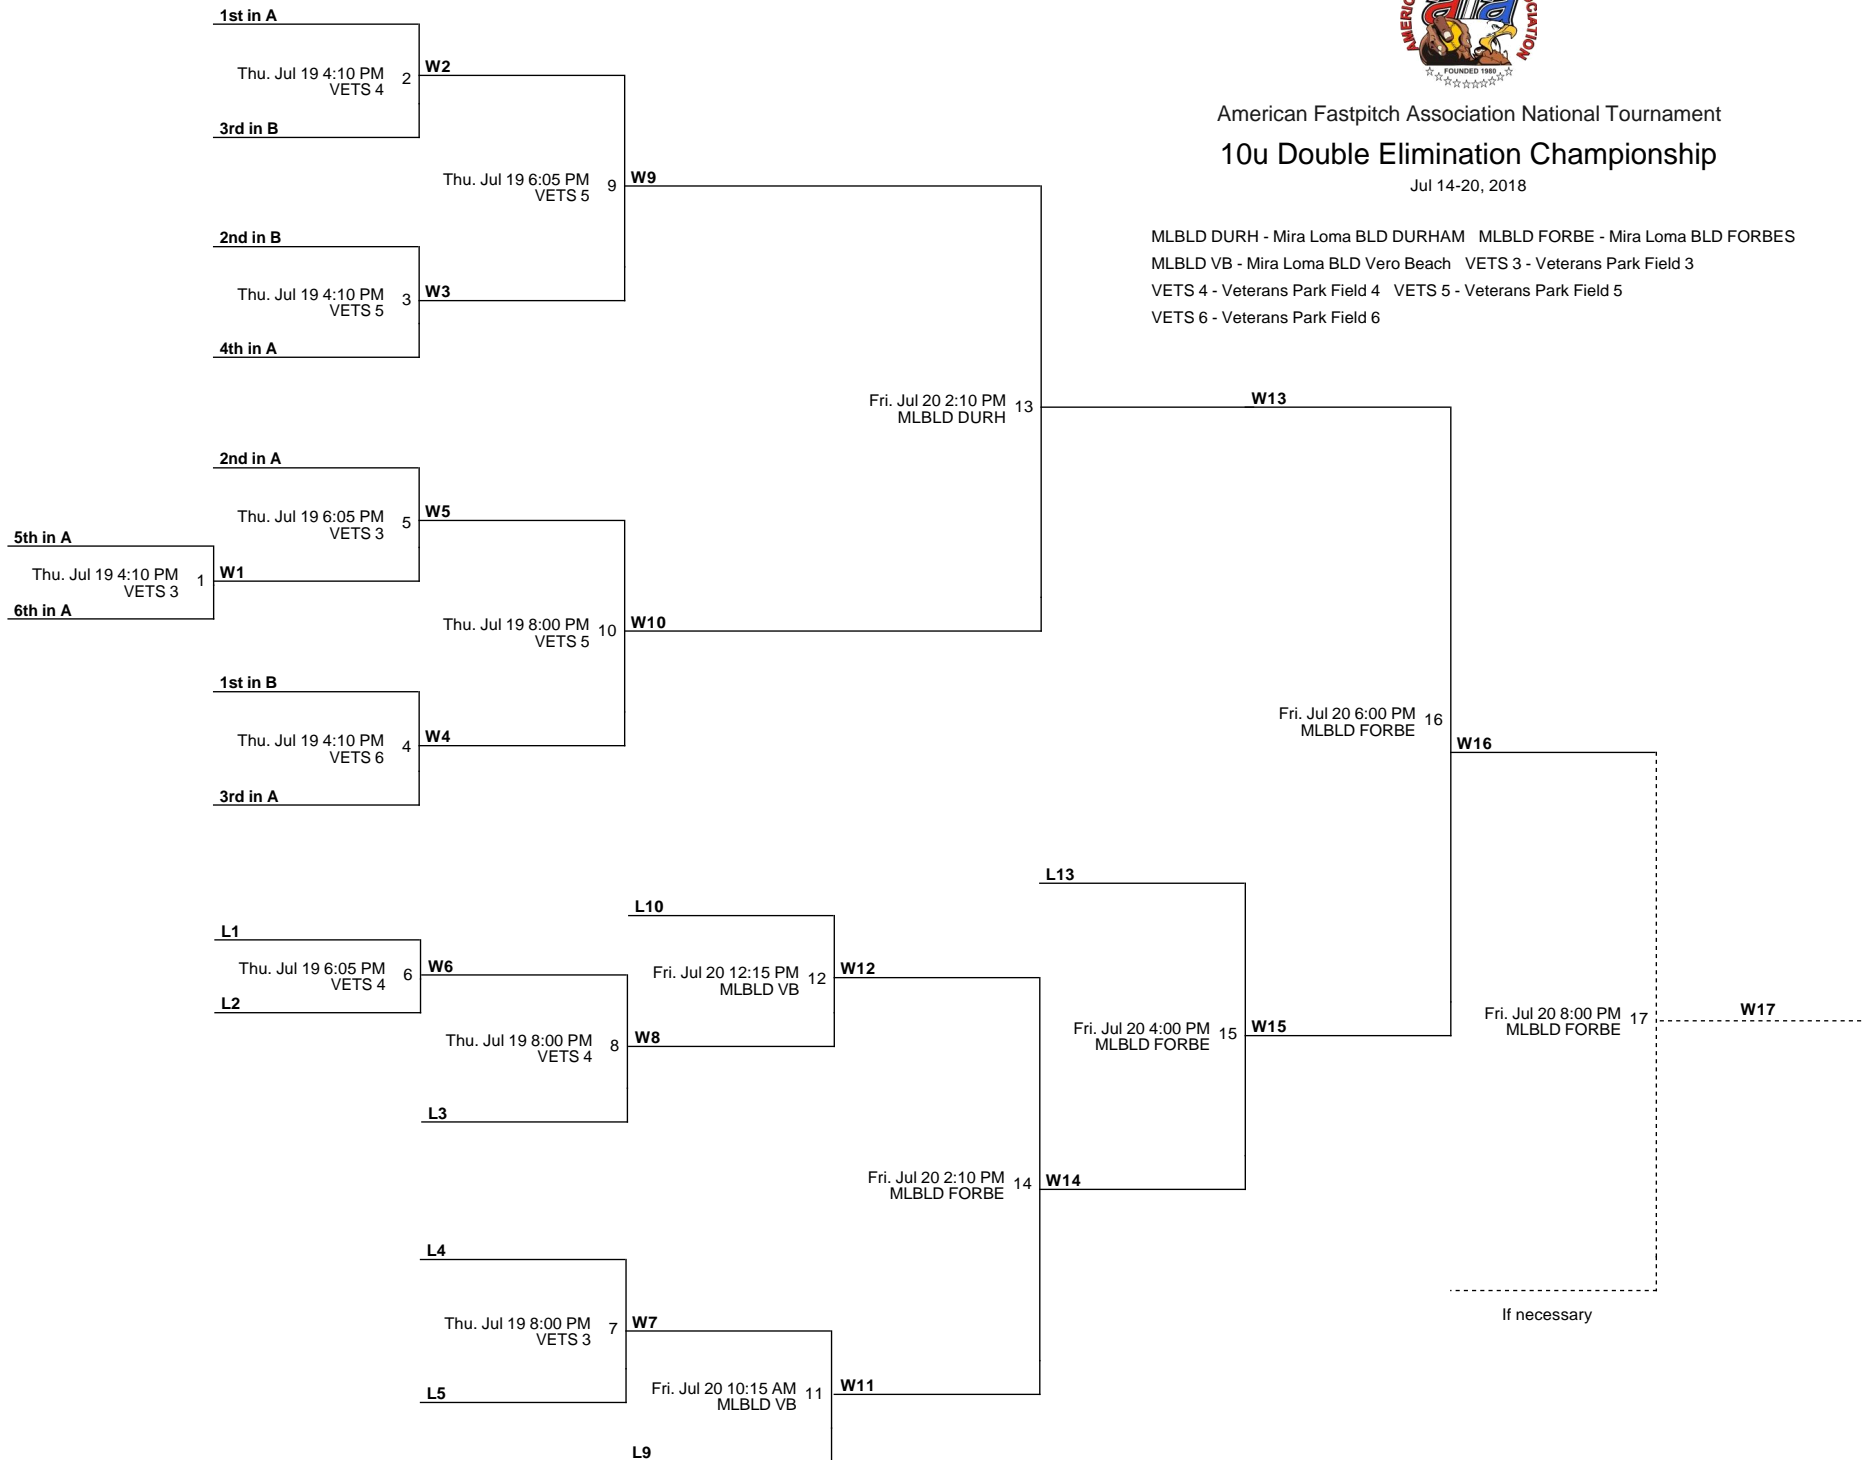 AMERIC
CIATION
afa
FOUNDED 1980
American Fastpitch Association National Tournament
10u Double Elimination Championship
Jul 14-20, 2018
MLBLD DURH - Mira Loma BLD DURHAM MLBLD FORBE - Mira Loma BLD FORBES
MLBLD VB - Mira Loma BLD Vero Beach VETS 3 - Veterans Park Field 3
VETS 4 - Veterans Park Field 4 VETS 5 - Veterans Park Field 5
VETS 6 - Veterans Park Field 6
1st in A
Thu. Jul 19 4:10 PM 2
VETS 4
W2
3rd in B
Thu. Jul 19 6:05 PM 9
VETS 5
W9
2nd in B
Thu. Jul 19 4:10 PM 3
VETS 5
W3
4th in A
Fri. Jul 20 2:10 PM 13
MLBLD DURH
W13
2nd in A
Thu. Jul 19 6:05 PM 5
VETS 3
W5
5th in A
Thu. Jul 19 4:10 PM 1
VETS 3
W1
6th in A
Thu. Jul 19 8:00 PM 10
VETS 5
W10
1st in B
Thu. Jul 19 4:10 PM 4
VETS 6
W4
3rd in A
Fri. Jul 20 6:00 PM 16
MLBLD FORBE
W16
L13
L10
L1
Thu. Jul 19 6:05 PM 6
VETS 4
W6
L2
Fri. Jul 20 12:15 PM 12
MLBLD VB
W12
Thu. Jul 19 8:00 PM 8
VETS 4
W8
L3
Fri. Jul 20 4:00 PM 15
MLBLD FORBE
W15
Fri. Jul 20 8:00 PM 17
MLBLD FORBE
W17
Fri. Jul 20 2:10 PM 14
MLBLD FORBE
W14
L4
Thu. Jul 19 8:00 PM 7
VETS 3
W7
L5
Fri. Jul 20 10:15 AM 11
MLBLD VB
W11
L9
If necessary